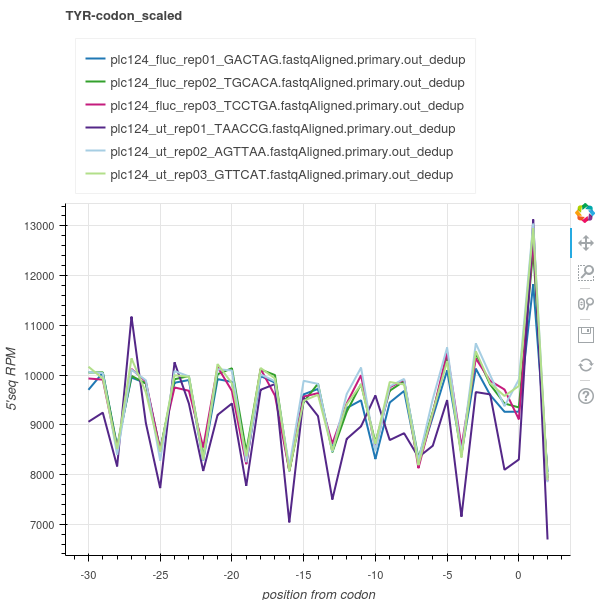 TYR-codon_scaled
plc124_fluc_rep01_GACTAG.fastqAligned.primary.out_dedup
plc124_fluc_rep02_TGCACA.fastqAligned.primary.out_dedup
plc124_fluc_rep03_TCCTGA.fastqAligned.primary.out_dedup
plc124_ut_rep01_TAACCG.fastqAligned.primary.out_dedup
plc124_ut_rep02_AGTTAA.fastqAligned.primary.out_dedup
plc124_ut_rep03_GTTCAT.fastqAligned.primary.out_dedup
13000
12000
11000
10000
9000
8000
7000
5'seq RPM
-30 -25 -20 -15 -10 -5 0
position from codon